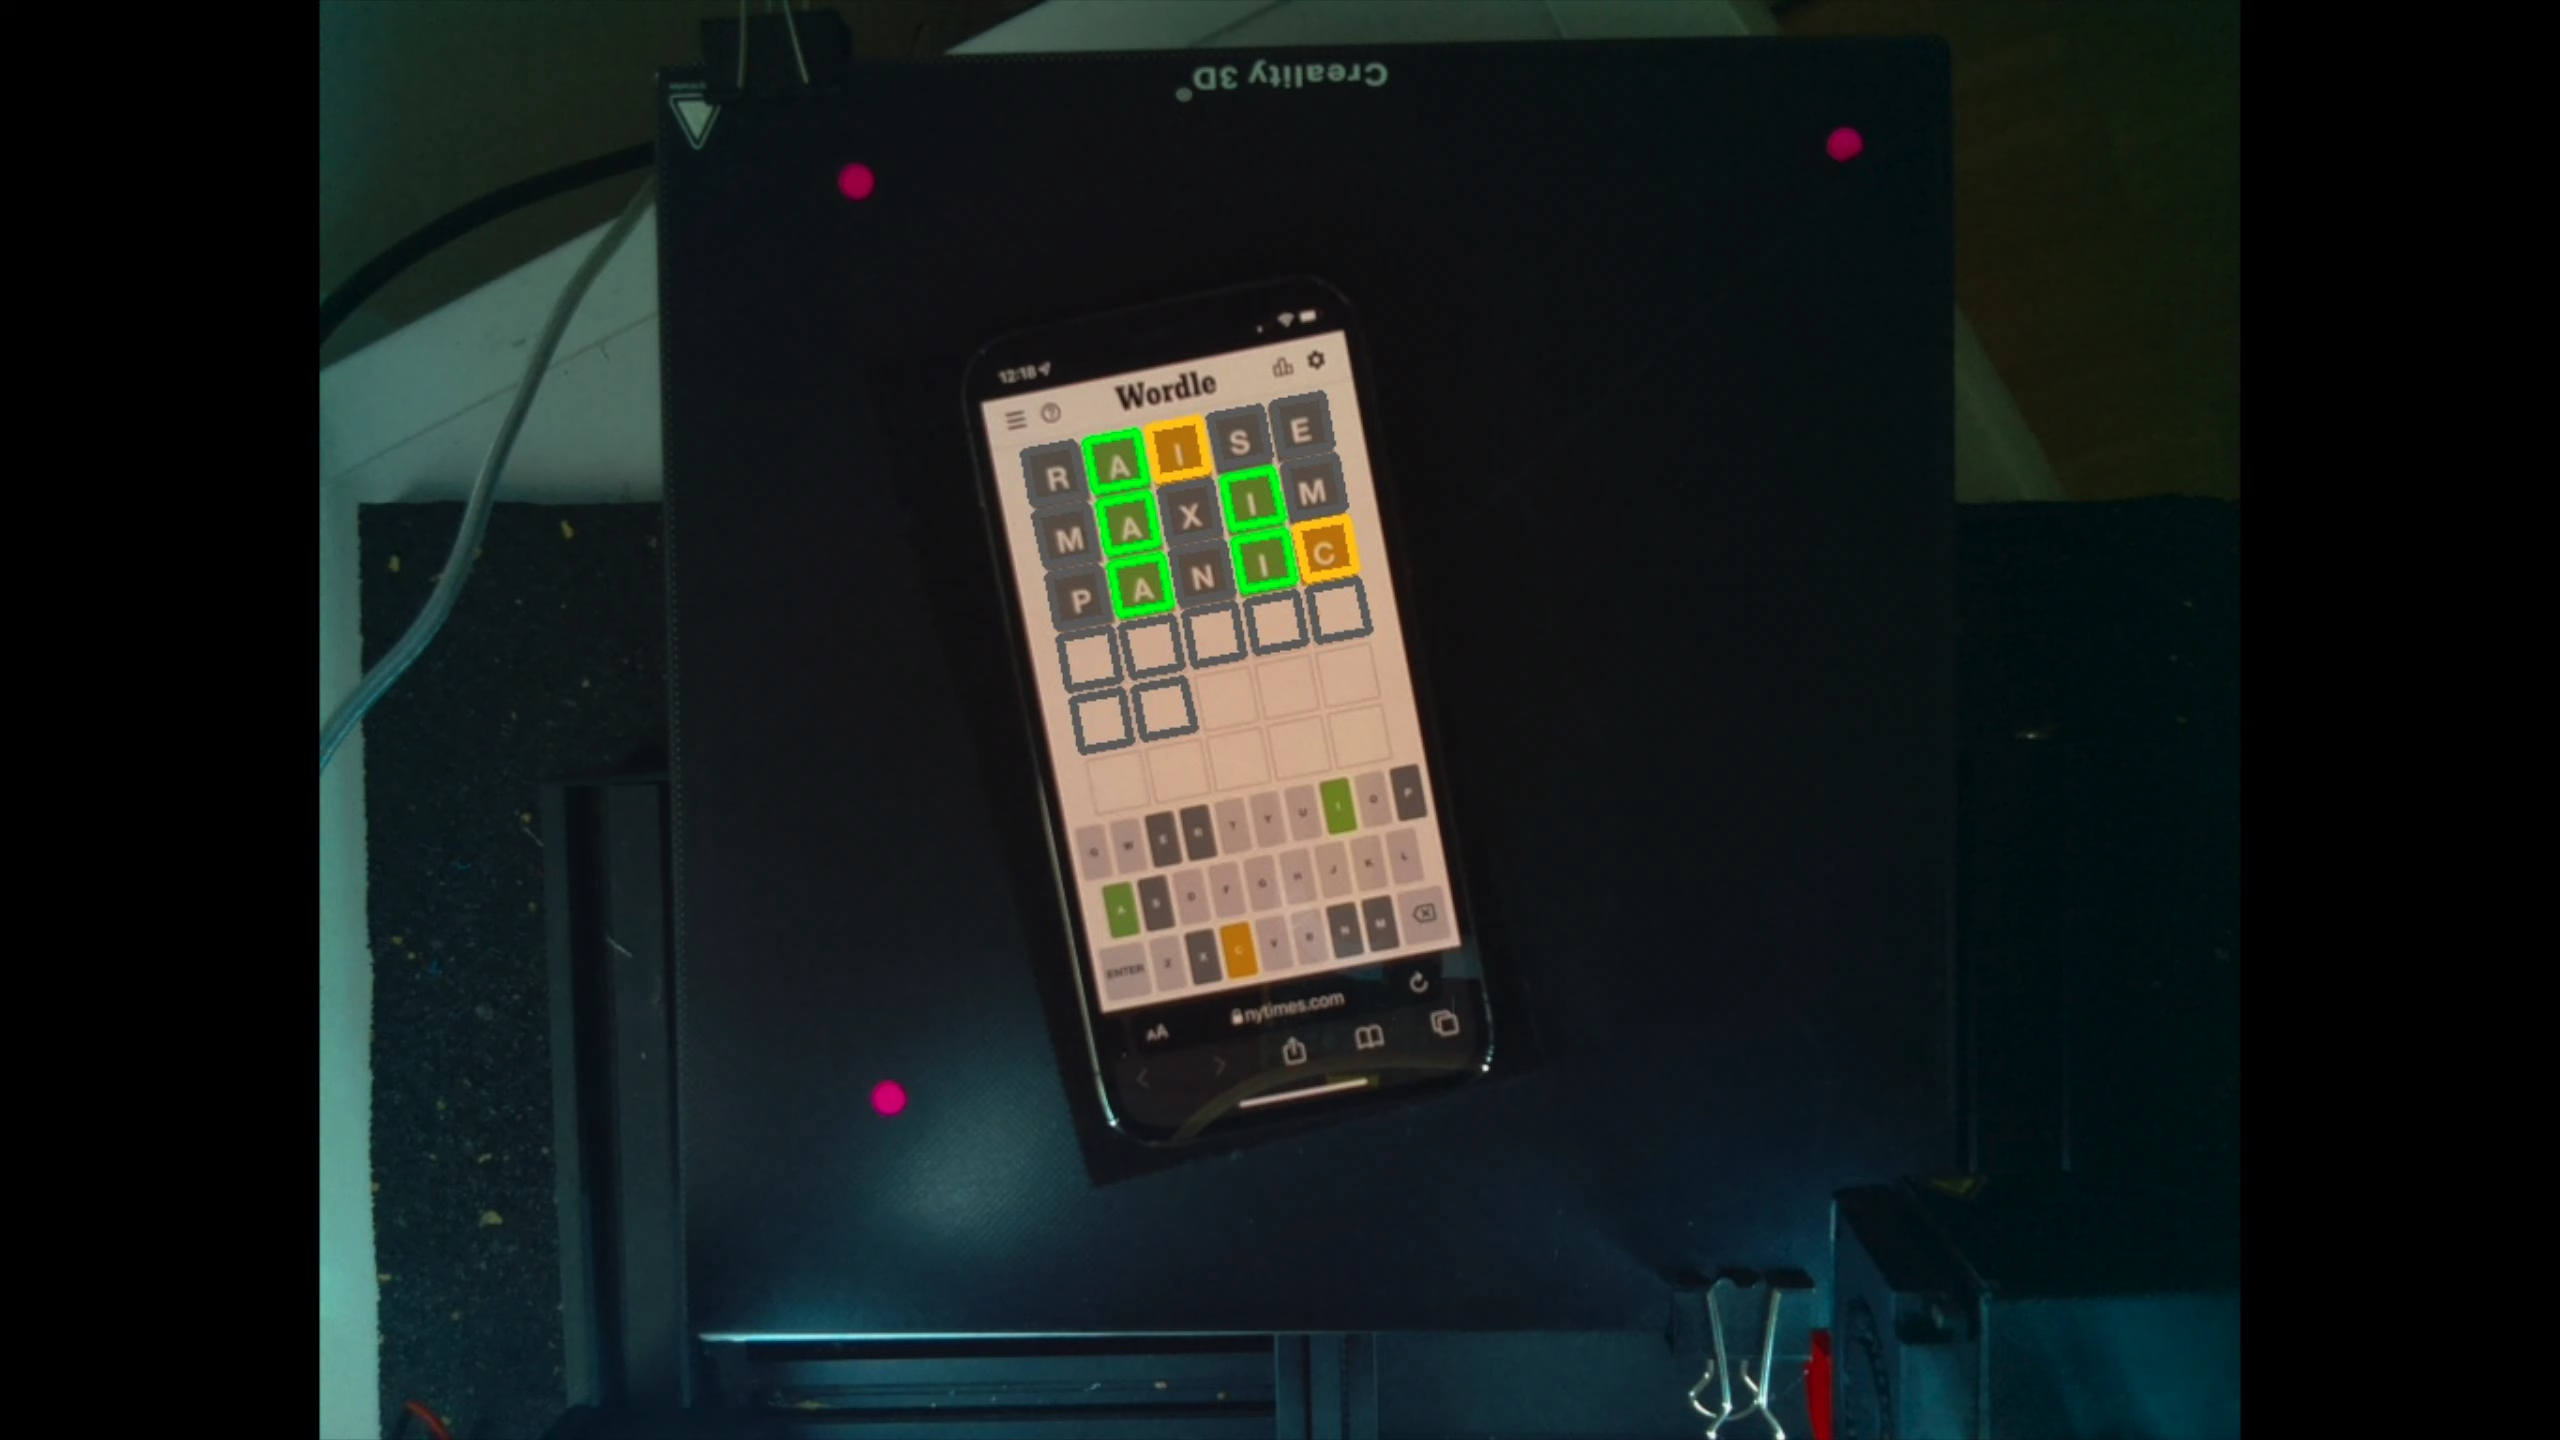 Creality 3D®
12:18
Wordle
R A I S E
M A X I M
P A N I C
Q W E R T Y U I O P
A S D F G H J K L
ENTER Z X C V B N M
AA nytimes.com